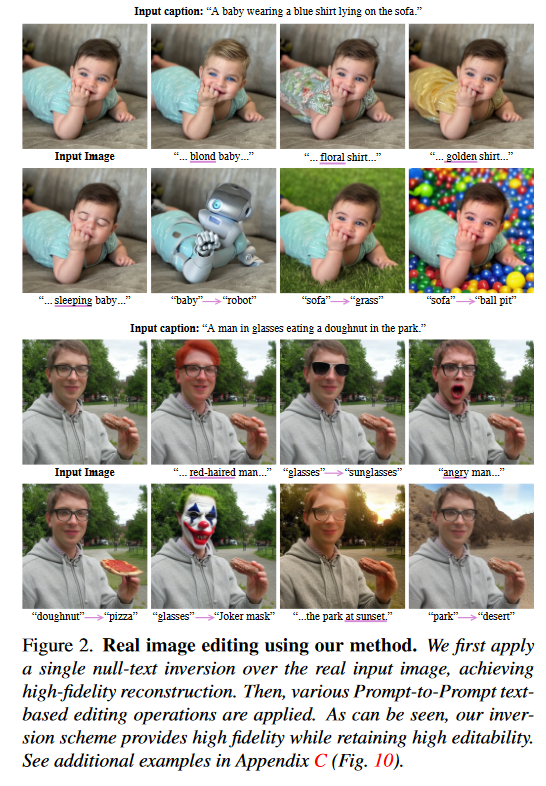 Input caption: “A baby wearing a blue shirt lying on the sofa.”
Input Image
“... blond baby...”
“... floral shirt...”
“... golden shirt...”
“... sleeping baby...”
“baby”→“robot”
“sofa”→“grass”
“sofa”→“ball pit”
Input caption: “A man in glasses eating a doughnut in the park.”
Input Image
“... red-haired man...”
“glasses”→“sunglasses”
“angry man...”
“doughnut”→“pizza”
“glasses”→“Joker mask”
“...the park at sunset.”
“park”→“desert”
Figure 2. Real image editing using our method. We first apply
a single null-text inversion over the real input image, achieving
high-fidelity reconstruction. Then, various Prompt-to-Prompt text-
based editing operations are applied. As can be seen, our inver-
sion scheme provides high fidelity while retaining high editability.
See additional examples in Appendix C (Fig. 10).